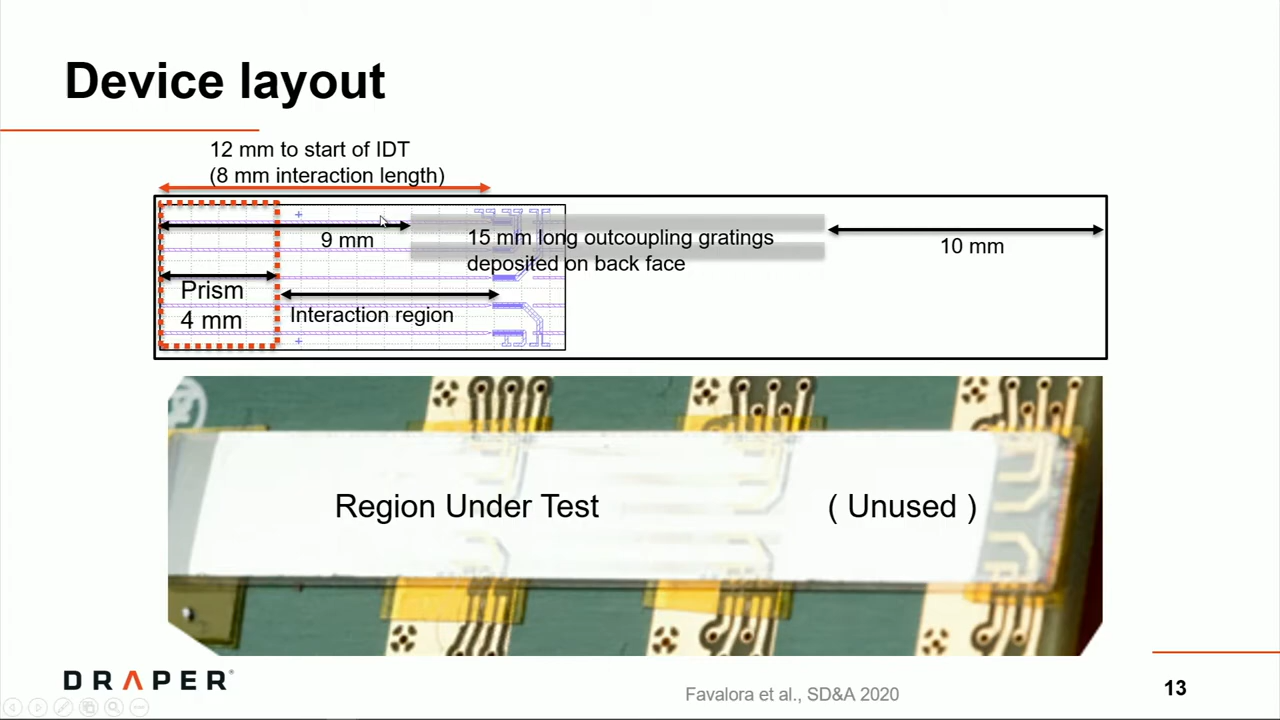 Device layout
12 mm to start of IDT
(8 mm interaction length)
9 mm
15 mm long outcoupling gratings
deposited on back face
10 mm
Prism
4 mm
Interaction region
Region Under Test
( Unused )
DRAPER®
Favalora et al., SD&A 2020
13